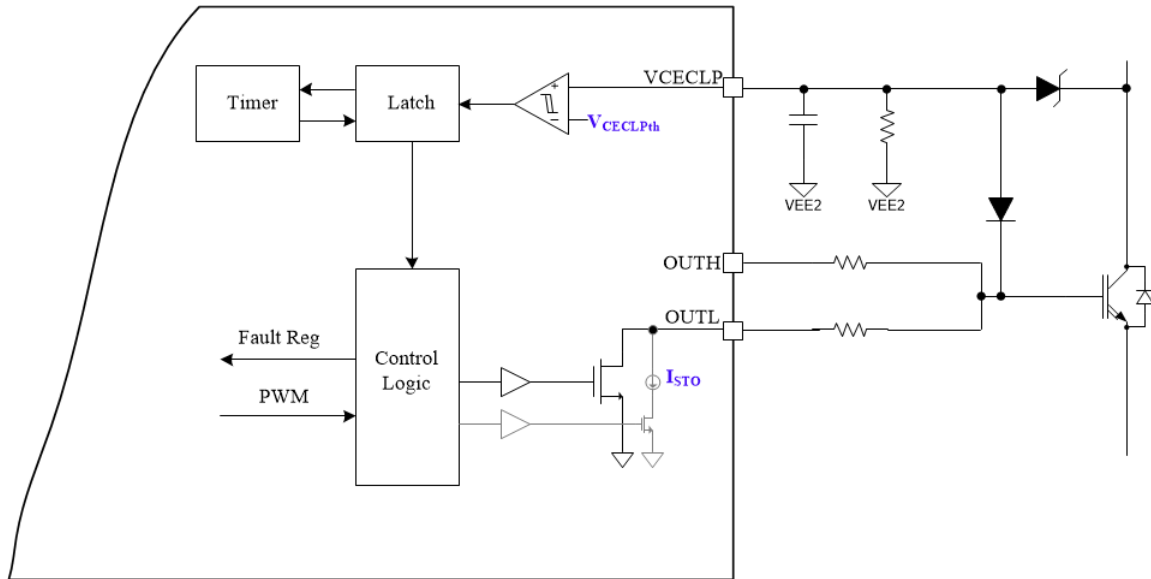 VCECLP
Timer
Latch
+
−
VCECLPth
VEE2
VEE2
OUTH
OUTL
Fault Reg
Control
Logic
ISTO
PWM